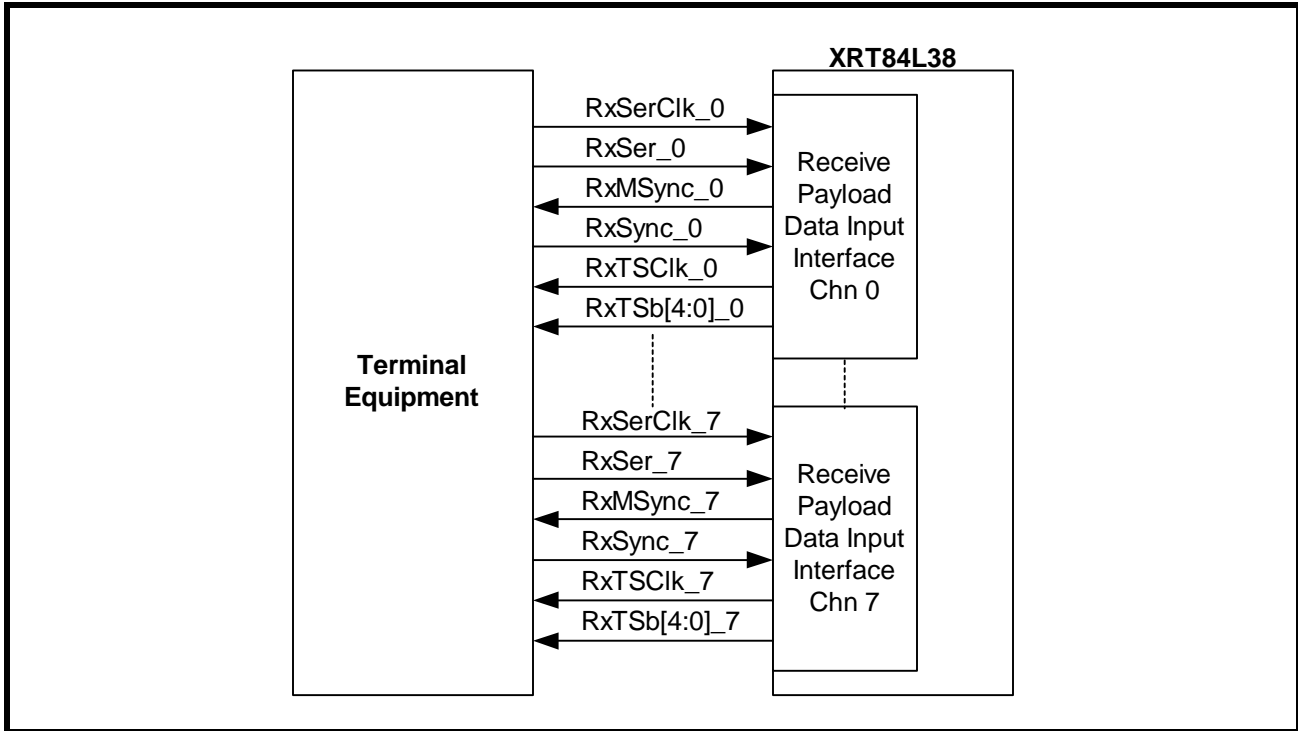 XRT84L38
RxSerClk_0
RxSer_0
RxMSync_0
RxSync_0
RxTSClk_0
RxTSb[4:0]_0
Receive
Payload
Data Input
Interface
Chn 0
Terminal
Equipment
RxSerClk_7
RxSer_7
RxMSync_7
RxSync_7
RxTSClk_7
RxTSb[4:0]_7
Receive
Payload
Data Input
Interface
Chn 7